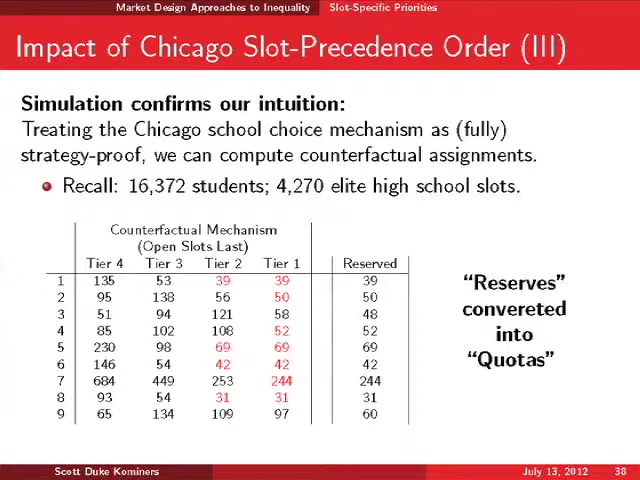 Market Design Approaches to Inequality Slot-Specific Priorities
Impact of Chicago Slot-Precedence Order (III)
Simulation confirms our intuition:
Treating the Chicago school choice mechanism as (fully)
strategy-proof, we can compute counterfactual assignments.
Recall: 16,372 students; 4,270 elite high school slots.
Counterfactual Mechanism
(Open Slots Last)
Tier 4 Tier 3 Tier 2 Tier 1 Reserved
1 135 53 39 39 39
2 95 138 56 50 50
3 51 94 121 58 48
4 85 102 108 52 52
5 230 98 69 69 69
6 146 54 42 42 42
7 684 449 253 244 244
8 93 54 31 31 31
9 65 134 109 97 60
“Reserves”
convereted
into
“Quotas”
Scott Duke Kominers July 13, 2012 38